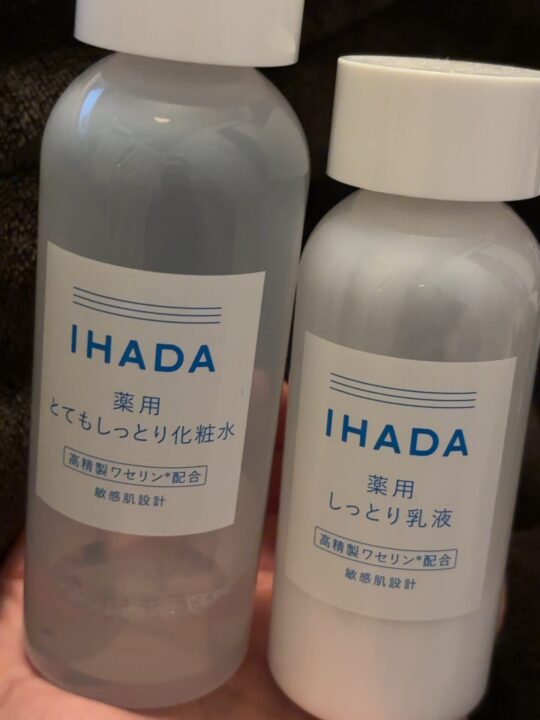 IHADA
薬用
とてもしっとり化粧水
高精製ワセリン*配合
敏感肌設計
IHADA
薬用
しっとり乳液
高精製ワセリン*配合
敏感肌設計